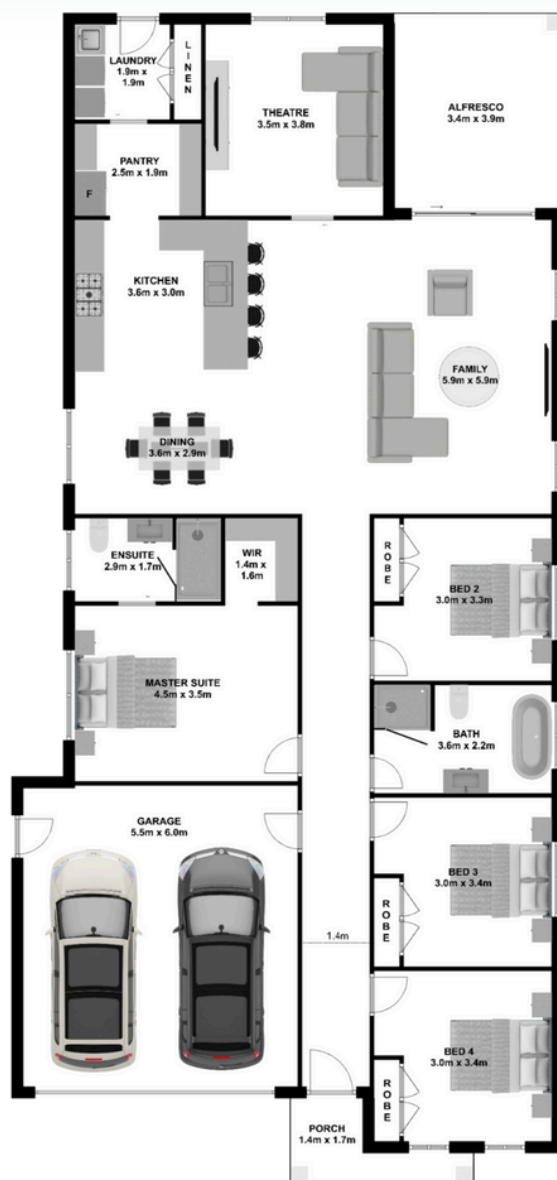 LAUNDRY
1.9m x
1.9m
LINEN
THEATRE
3.5m x 3.8m
ALFRESCO
3.4m x 3.9m
PANTRY
2.5m x 1.9m
F
KITCHEN
3.6m x 3.0m
FAMILY
5.9m x 5.9m
DINING
3.6m x 2.9m
ENSUITE
2.9m x 1.7m
WIR
1.4m x
1.6m
ROBE
BED 2
3.0m x 3.3m
MASTER SUITE
4.5m x 3.5m
BATH
3.6m x 2.2m
GARAGE
5.5m x 6.0m
BED 3
3.0m x 3.4m
ROBE
1.4m
BED 4
3.0m x 3.4m
ROBE
PORCH
1.4m x 1.7m